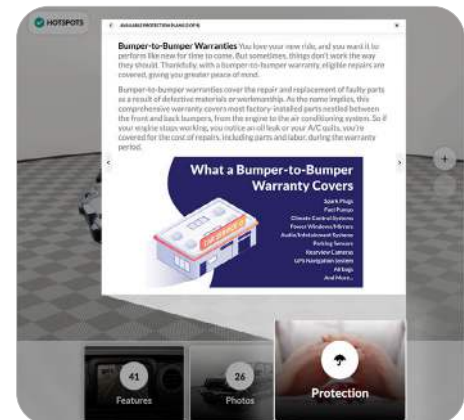 HOTSPOTS
AVAILABLE PROTECTION PLANS (1 OF 5)
Bumper-to-Bumper Warranties You love your new ride, and you want it to
perform like new for time to come. But sometimes, things don't work the way
they should. Thankfully, with a bumper-to-bumper warranty, eligible repairs are
covered, giving you greater peace of mind.
Bumper-to-bumper warranties cover the repair and replacement of faulty parts
as a result of defective materials or workmanship. As the name implies, this
comprehensive warranty covers most factory-installed parts nestled between
the front and back bumpers, from the engine to the air conditioning system. So if
your engine stops working, you notice an oil leak or your A/C quits, you're
covered for the cost of repairs, including parts and labor, during the warranty
period.
What a Bumper-to-Bumper
Warranty Covers
Spark Plugs
Fuel Pumps
Climate Control Systems
Power Windows/Mirrors
Audio/Infotainment Systems
Parking Sensors
Rearview Cameras
GPS Navigation System
Air Bags
And More...
CAR SERVICE
41
Features
26
Photos
Protection